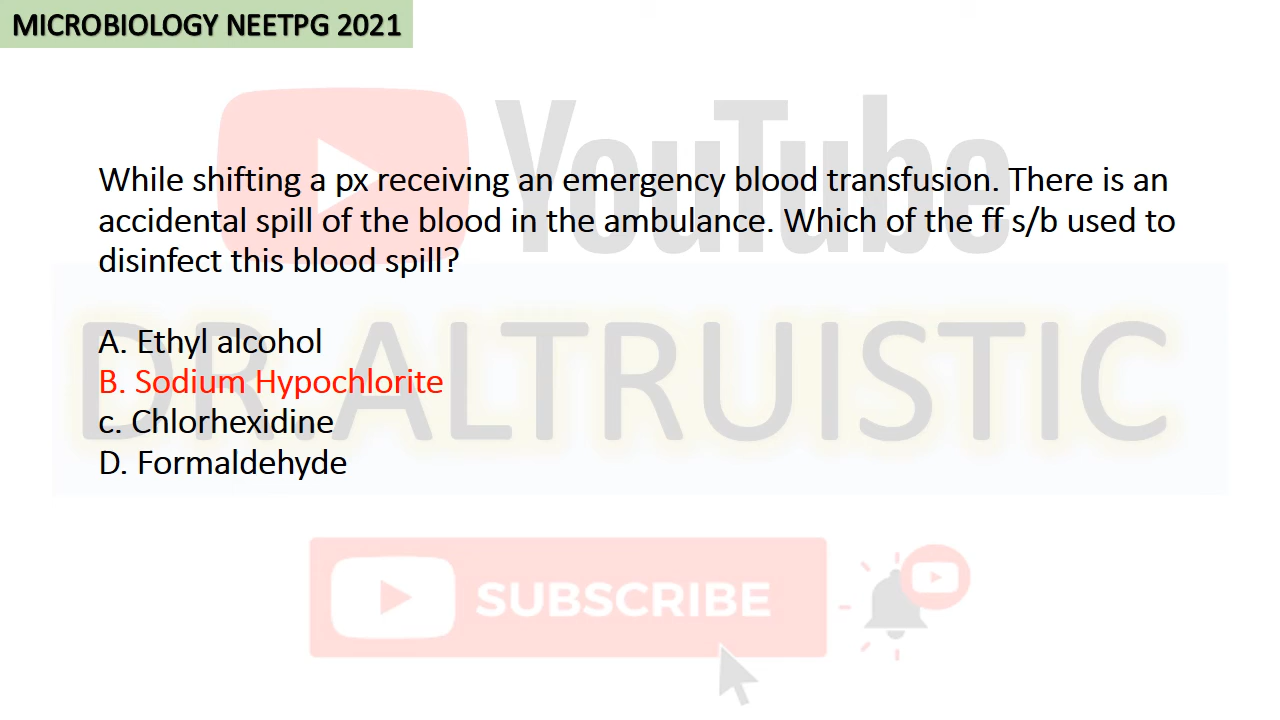 MICROBIOLOGY NEETPG 2021
YouTube
While shifting a px receiving an emergency blood transfusion. There is an
accidental spill of the blood in the ambulance. Which of the ff s/b used to
disinfect this blood spill?
A. Ethyl alcohol
B. Sodium Hypochlorite
c. Chlorhexidine
D. Formaldehyde
DR.ALTRUISTIC
SUBSCRIBE